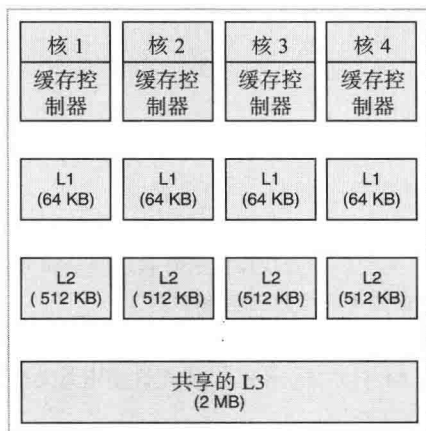 核 1 核 2 核 3 核 4
缓存控 缓存控 缓存控 缓存控
制器 制器 制器 制器
L1 L1 L1 L1
(64 KB) (64 KB) (64 KB) (64 KB)
L2 L2 L2 L2
( 512 KB) ( 512 KB) (512 KB) (512 KB)
共享的 L3
(2 MB)